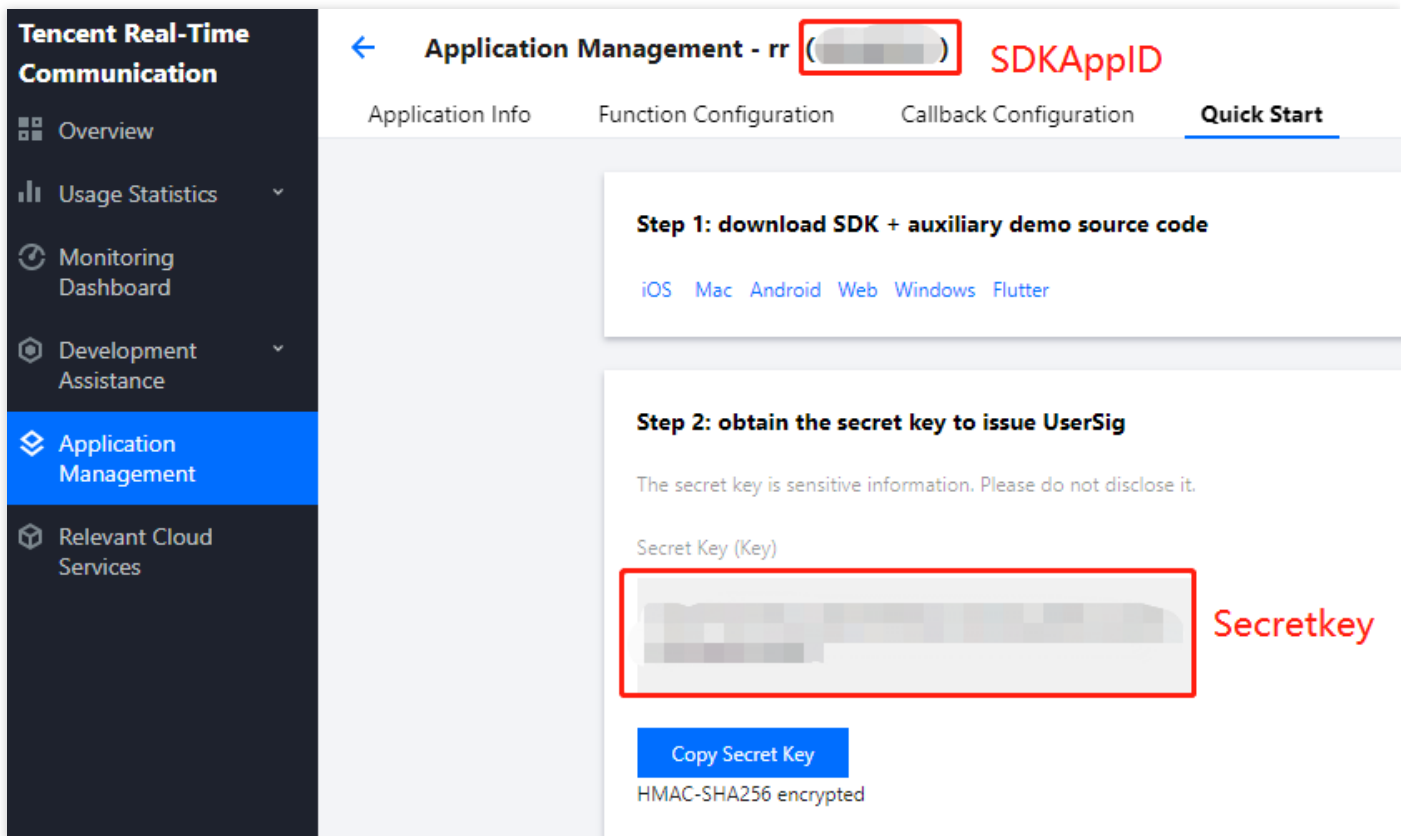 Tencent Real-Time
Communication
Overview
Usage Statistics
Monitoring
Dashboard
Development
Assistance
Application
Management
Relevant Cloud
Services
Application Management - rr ( ) SDKAppID
Application Info Function Configuration Callback Configuration Quick Start
Step 1: download SDK + auxiliary demo source code
iOS Mac Android Web Windows Flutter
Step 2: obtain the secret key to issue UserSig
The secret key is sensitive information. Please do not disclose it.
Secret Key (Key)
Secretkey
Copy Secret Key
HMAC-SHA256 encrypted